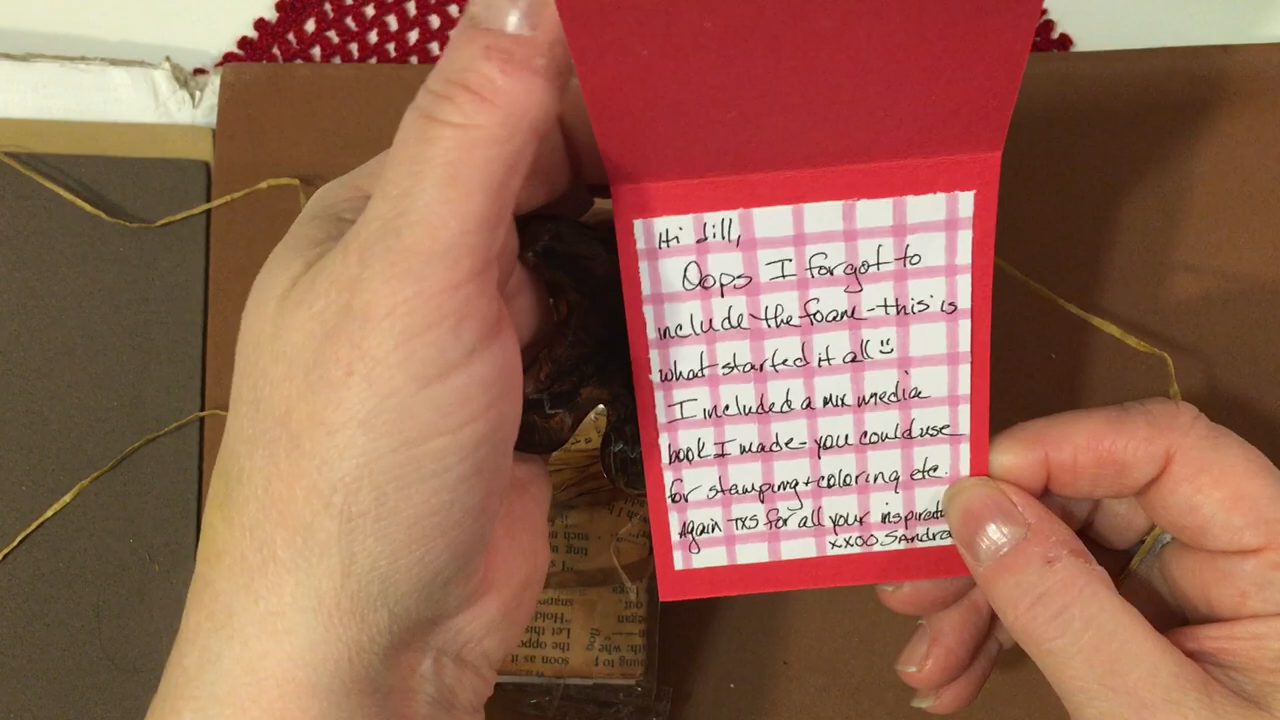 Hi Jill,
Oops I forgot to
include the foam - this is
what started it all
I included a mix media
book I made - you could use
for stamping + coloring etc.
Again TXS for all your
XXOO SAndra